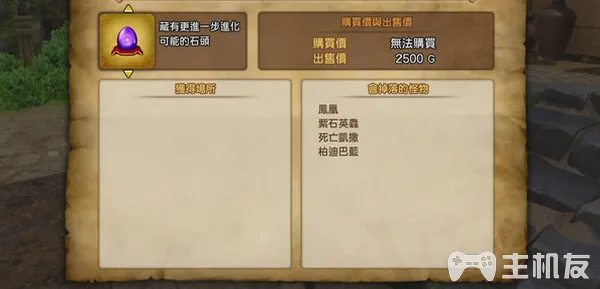 藏有更進一步進化
可能的石頭
購買價與出售價
購買價 無法購買
出售價 2500 G
獲得場所
會掉落的怪物
鳳凰
紫石英蟲
死亡凱撒
柏迪巴藍
主机友